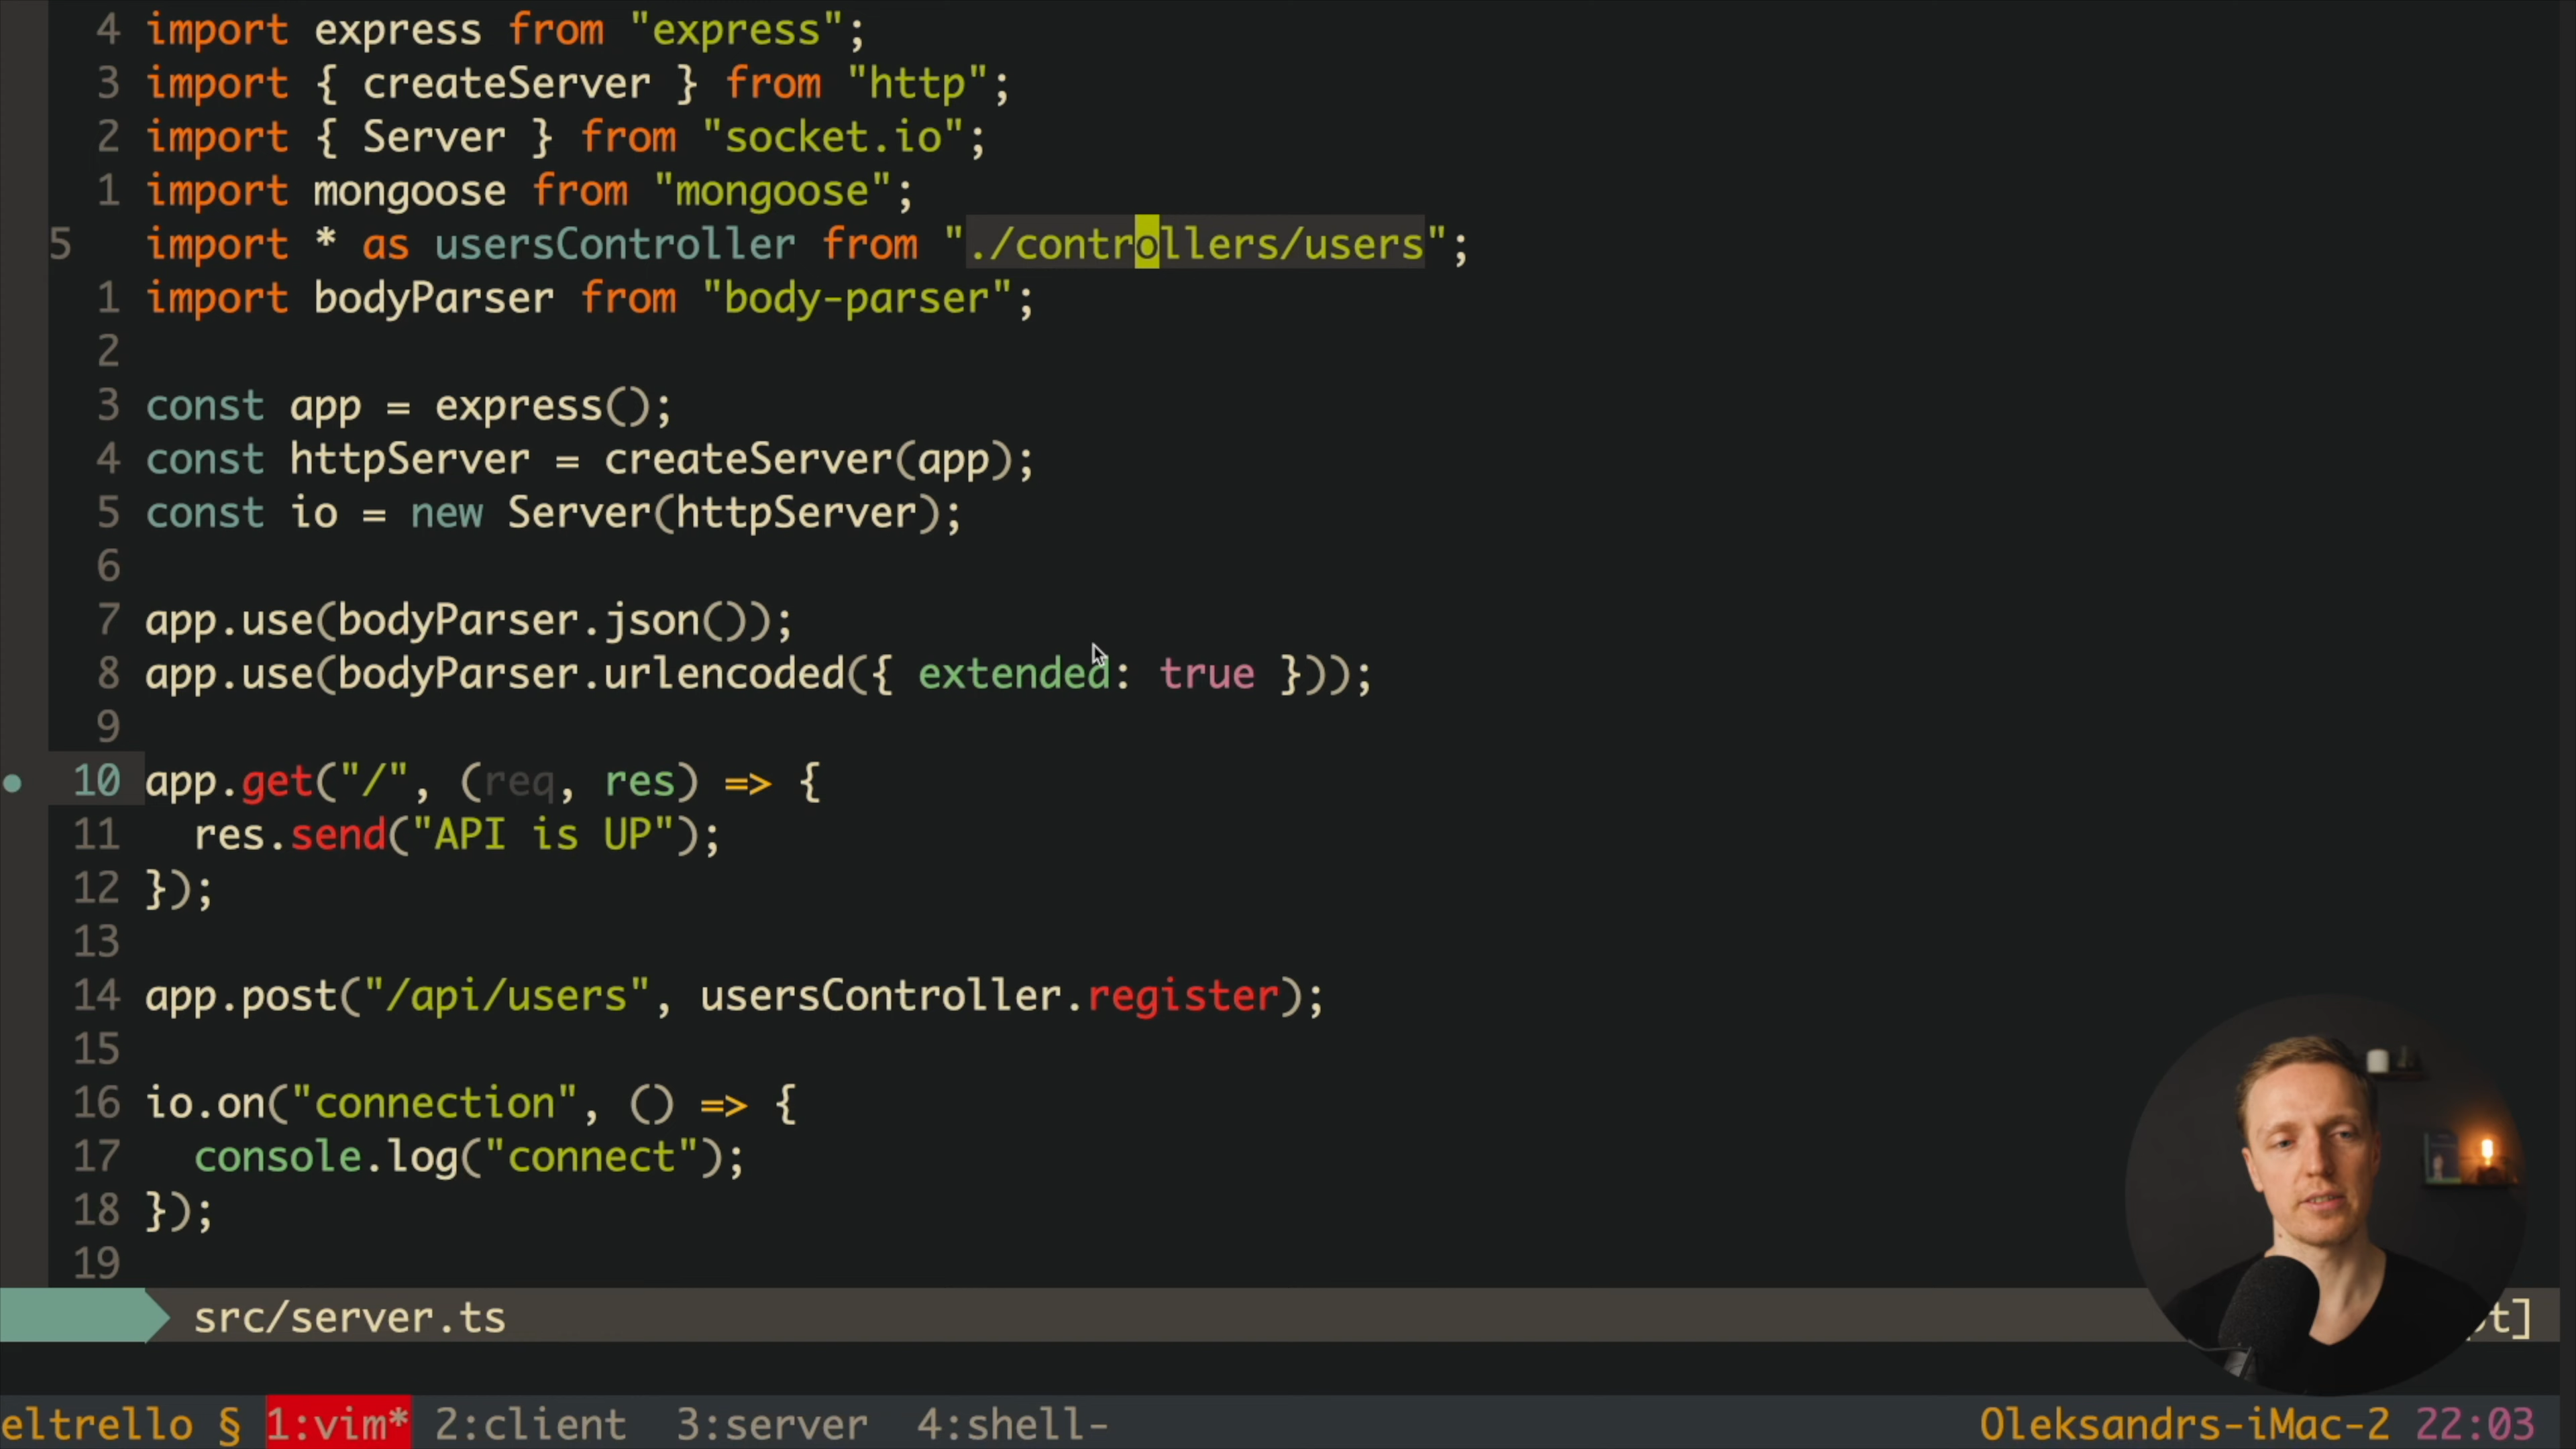 4 import express from "express";
3 import { createServer } from "http";
2 import { Server } from "socket.io";
1 import mongoose from "mongoose";
5 import * as usersController from "./controllers/users";
1 import bodyParser from "body-parser";
2
3 const app = express();
4 const httpServer = createServer(app);
5 const io = new Server(httpServer);
6
7 app.use(bodyParser.json());
8 app.use(bodyParser.urlencoded({ extended: true }));
9
10 app.get("/", (req, res) => {
11   res.send("API is UP");
12 });
13
14 app.post("/api/users", usersController.register);
15
16 io.on("connection", () => {
17   console.log("connect");
18 });
19
src/server.ts
eltrello § 1:vim* 2:client 3:server 4:shell- Oleksandrs-iMac-2 22:03